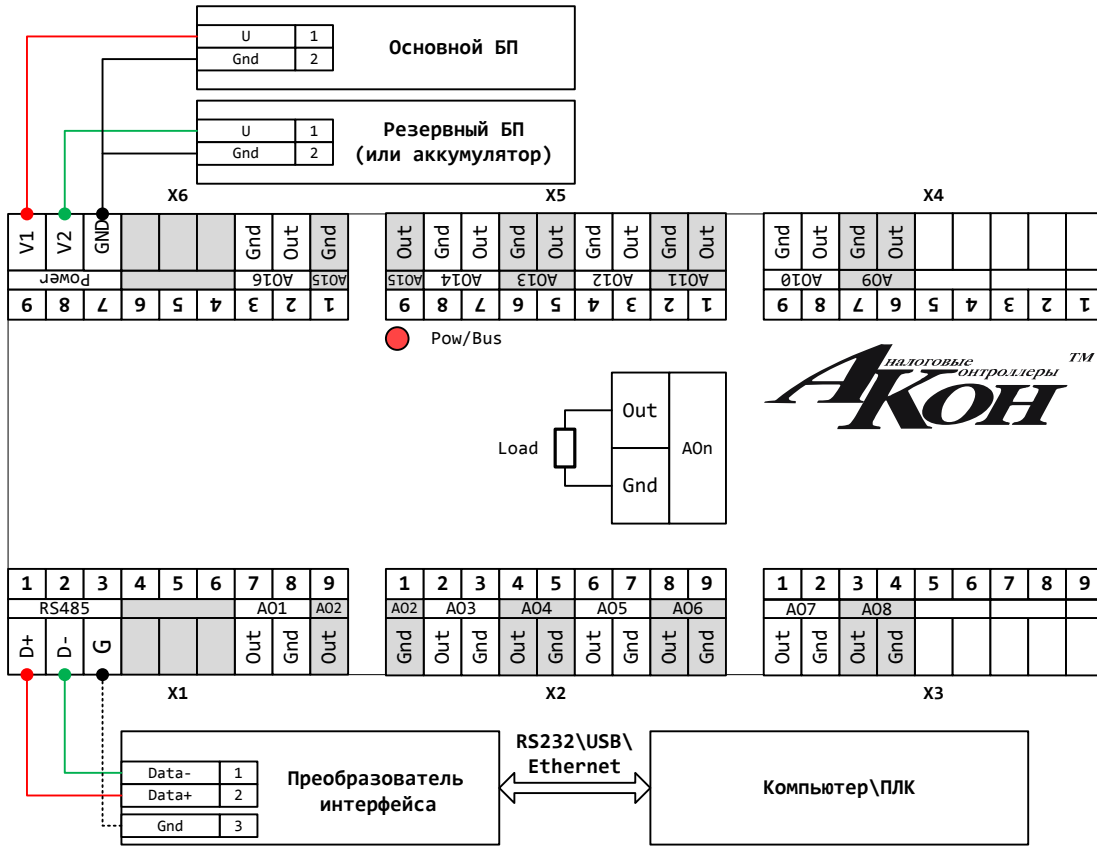 U 1
Gnd 2
Основной БП
U 1
Gnd 2
Резервный БП
(или аккумулятор)
X6 X5 X4
V1 V2 GND Gnd Out Gnd
Power AO16 AO15
9 8 7 6 5 4 3 2 1
Out Gnd Out Gnd Out Gnd Out Gnd Out
AO15 AO14 AO13 AO12 AO11
9 8 7 6 5 4 3 2 1
Gnd Out Gnd Out
AO10 AO9
9 8 7 6 5 4 3 2 1
Pow/Bus
АКОН
Аналоговые
Контроллеры
TM
Load
Out
Gnd
AOn
1 2 3 4 5 6 7 8 9
RS485 AO1 AO2
D+ D- G Out Gnd Out
1 2 3 4 5 6 7 8 9
AO2 AO3 AO4 AO5 AO6
Gnd Out Gnd Out Gnd Out Gnd Out Gnd
1 2 3 4 5 6 7 8 9
AO7 AO8
Out Gnd Out Gnd
X1 X2 X3
Data- 1
Data+ 2
Gnd 3
Преобразователь
интерфейса
RS232\USB\
Ethernet
Компьютер\ПЛК